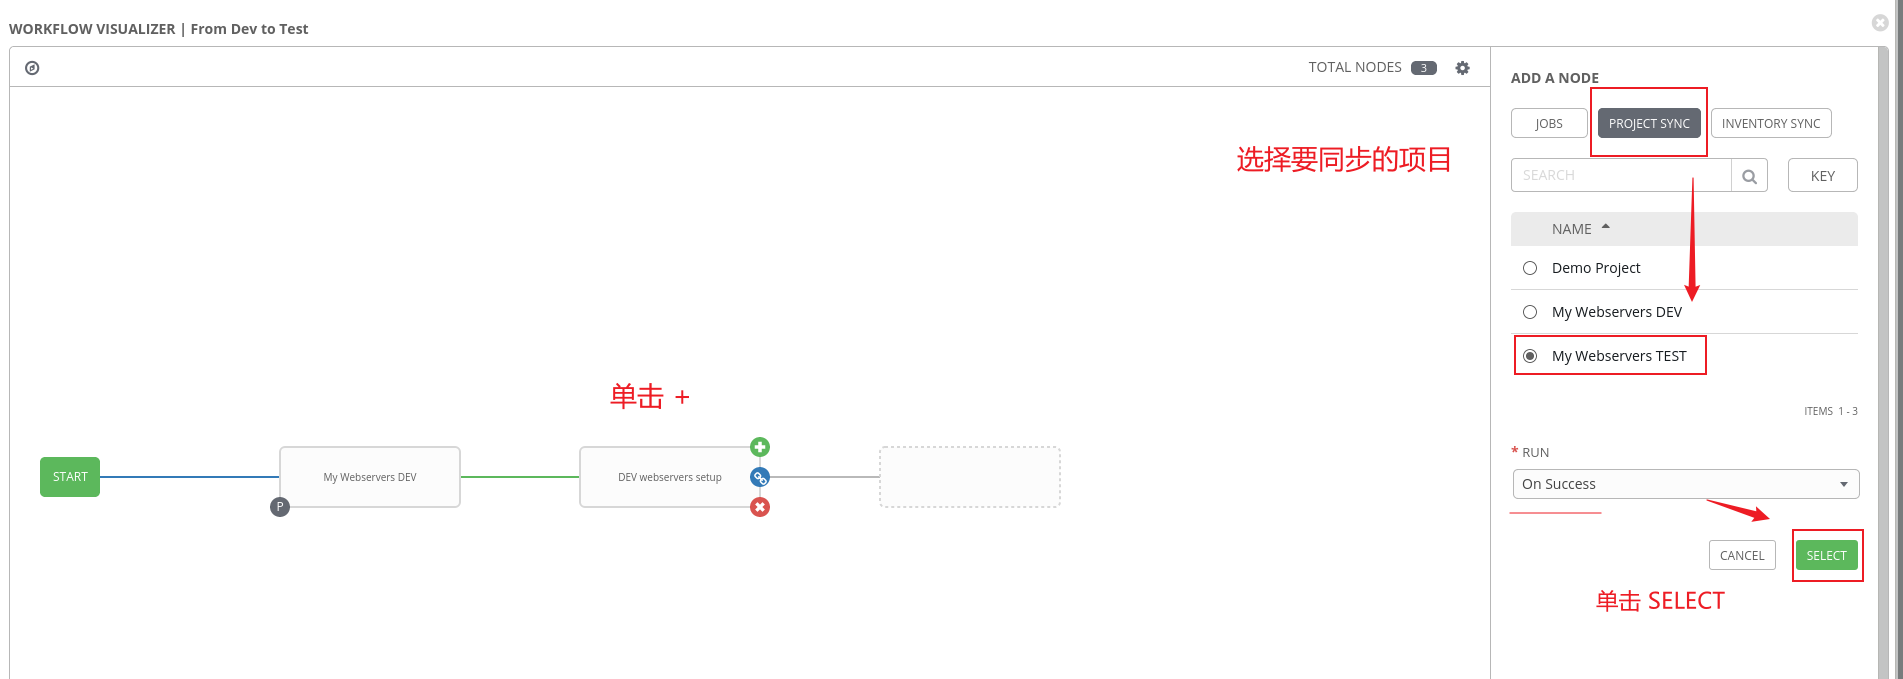 WORKFLOW VISUALIZER | From Dev to Test
TOTAL NODES 3
ADD A NODE
JOBS PROJECT SYNC INVENTORY SYNC
选择要同步的项目
SEARCH KEY
NAME
Demo Project
My Webservers DEV
My Webservers TEST
单击 +
ITEMS 1 - 3
START My Webservers DEV DEV webservers setup
P
* RUN
On Success
CANCEL SELECT
单击 SELECT